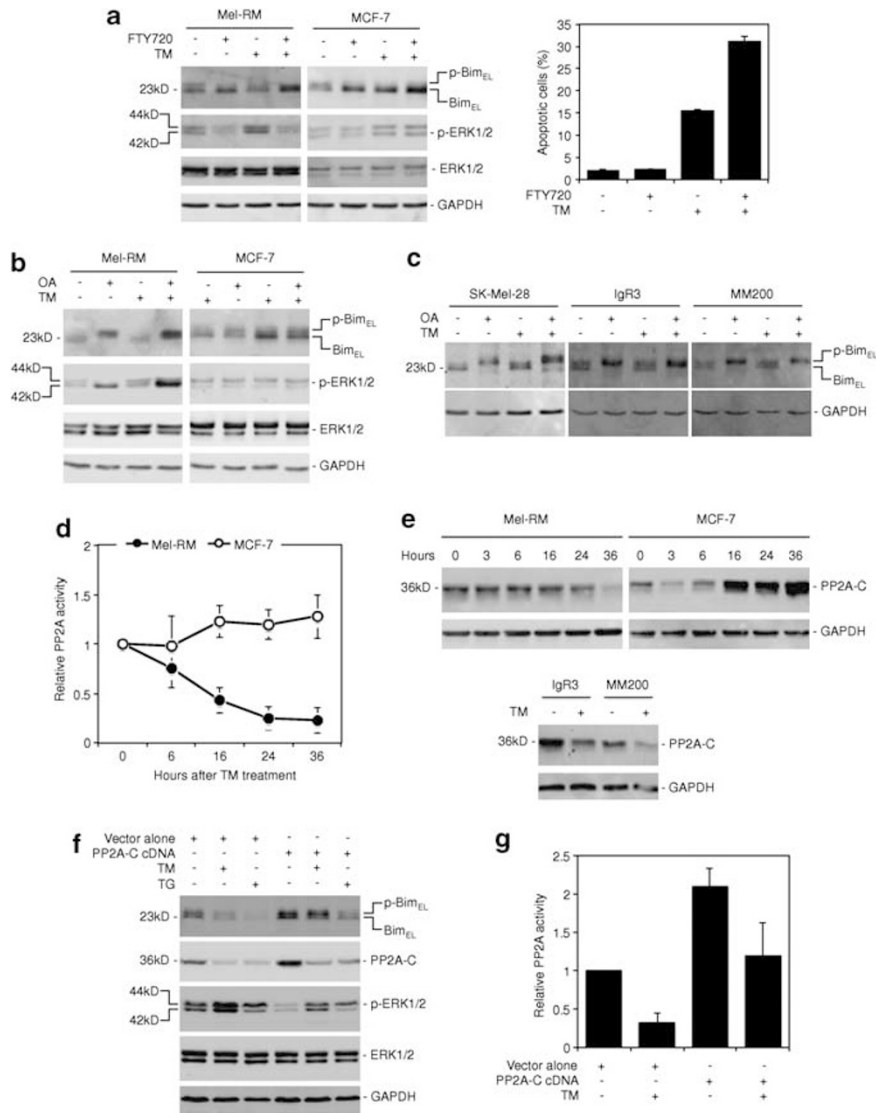 a
Mel-RM MCF-7
FTY720 - + - + - + - +
TM - - + + - - + +
23kD -
p-BimEL
BimEL
44kD
42kD
p-ERK1/2
ERK1/2
- GAPDH
Apoptotic cells (%)
35
30
25
20
15
10
5
0
FTY720 - + - +
TM - - + +
b
Mel-RM MCF-7
OA - + - + - + - +
TM - - + + + - + +
23kD -
p-BimEL
BimEL
44kD
42kD
- p-ERK1/2
- ERK1/2
- GAPDH
c
SK-Mel-28 IgR3 MM200
OA - + - + - + - + - + - +
TM - - + + - - + + - - + +
23kD -
p-BimEL
BimEL
- GAPDH
d
Mel-RM MCF-7
Relative PP2A activity
2
1.5
1
0.5
0
0 6 16 24 36
Hours after TM treatment
e
Mel-RM MCF-7
Hours 0 3 6 16 24 36 0 3 6 16 24 36
36kD - - PP2A-C
- GAPDH
IgR3 MM200
TM - + - +
36kD - - PP2A-C
- GAPDH
f
Vector alone + + + - - -
PP2A-C cDNA - - - + + +
TM - + - - + -
TG - - + - - +
23kD -
p-BimEL
BimEL
36kD - - PP2A-C
44kD
42kD
- p-ERK1/2
ERK1/2
- GAPDH
g
Relative PP2A activity
2.5
2
1.5
1
0.5
0
Vector alone + + - -
PP2A-C cDNA - - + +
TM - + - +